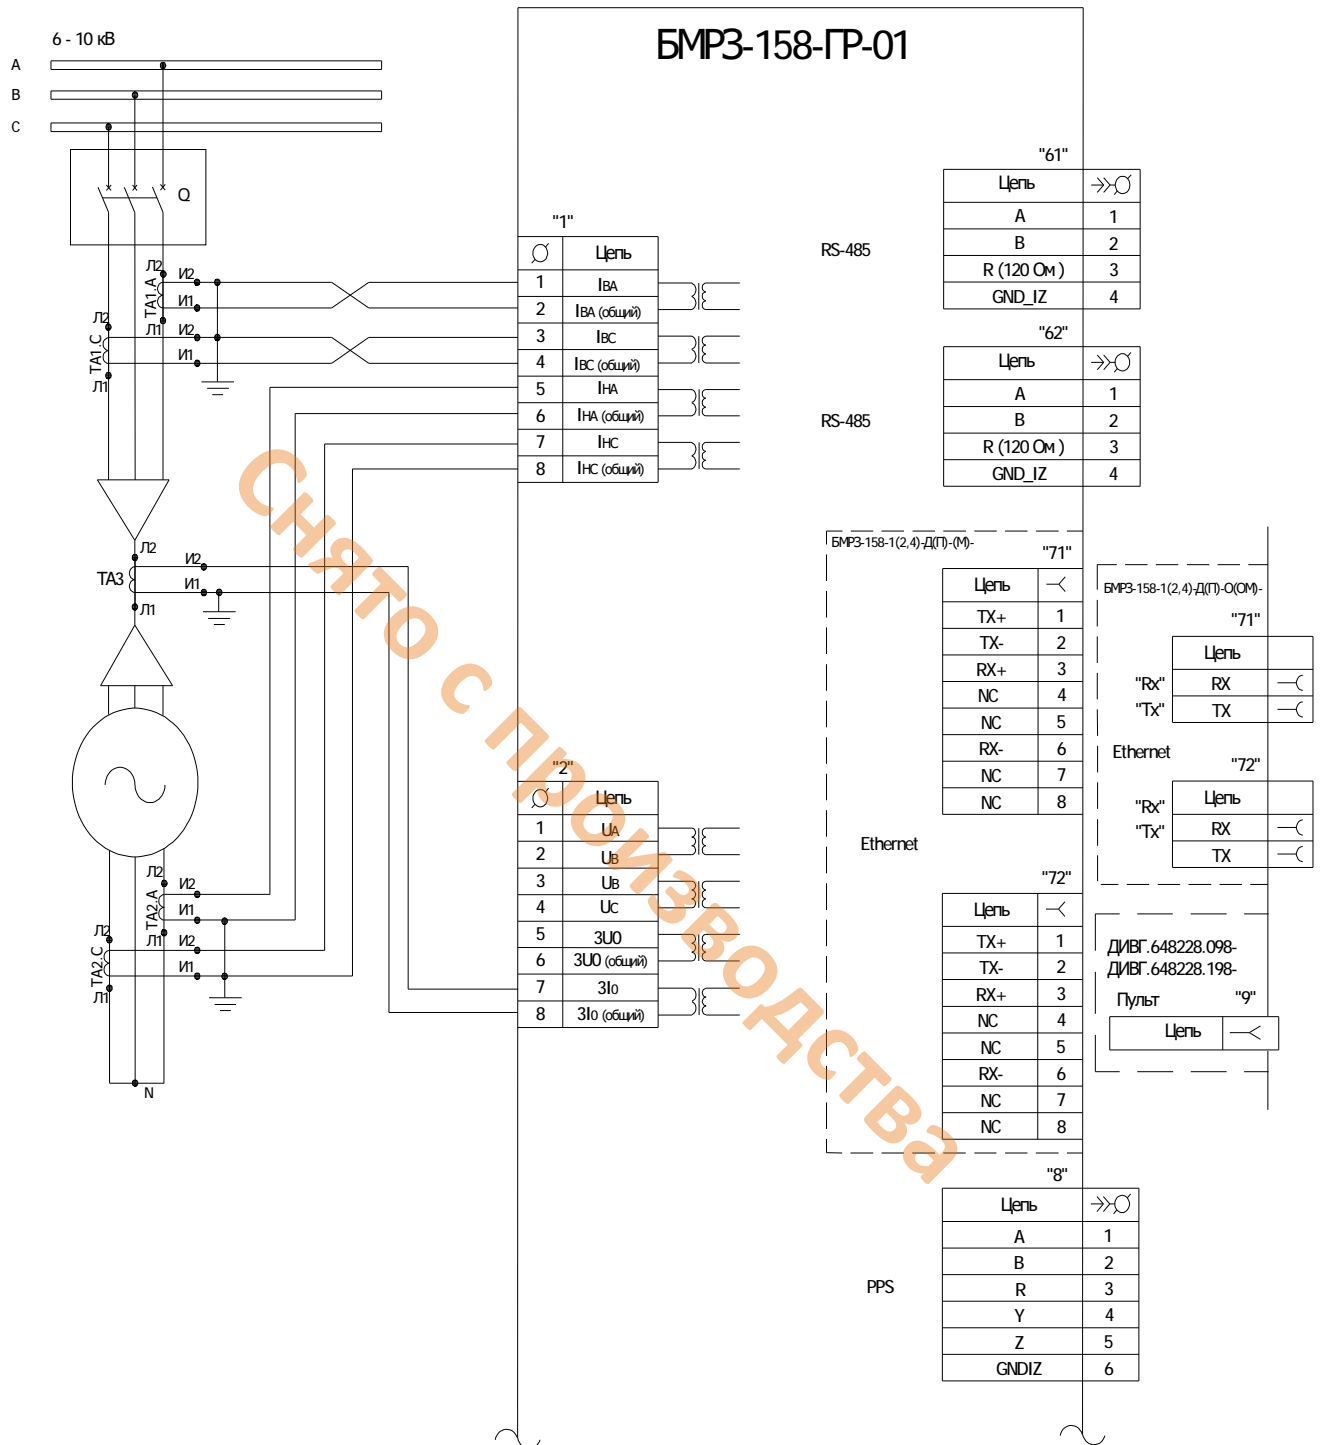 БМРЗ-158-ГР-01
6 - 10 кВ
A
B
C
Q
Л2
И2
TA1.A
И1
Л1
Л2
И2
TA1.C
И1
Л1
"1"
Цепь
1 IВА
2 IВА (общий)
3 IВС
4 IВС (общий)
5 IНА
6 IНА (общий)
7 IНС
8 IНС (общий)
Л2
И2
TA3
И1
Л1
"2"
Цепь
1 UА
2 UВ
3 UВ
4 UС
5 3U0
6 3U0 (общий)
7 3I0
8 3I0 (общий)
Л2
И2
TA2.A
И1
Л1
Л2
И2
TA2.C
И1
Л1
N
RS-485
"61"
Цепь
A 1
B 2
R (120 Ом) 3
GND_IZ 4
RS-485
"62"
Цепь
A 1
B 2
R (120 Ом) 3
GND_IZ 4
БМРЗ-158-1(2,4)-Д(П)-(М)-
Ethernet
"71"
Цепь
TX+ 1
TX- 2
RX+ 3
NC 4
NC 5
RX- 6
NC 7
NC 8
"72"
Цепь
TX+ 1
TX- 2
RX+ 3
NC 4
NC 5
RX- 6
NC 7
NC 8
БМРЗ-158-1(2,4)-Д(П)-О(ОМ)-
"71"
Цепь
"Rx" RX
"Tx" TX
Ethernet
"72"
Цепь
"Rx" RX
"Tx" TX
ДИВГ.648228.098-
ДИВГ.648228.198-
Пульт "9"
Цепь
PPS
"8"
Цепь
A 1
B 2
R 3
Y 4
Z 5
GNDIZ 6
Снято с производства